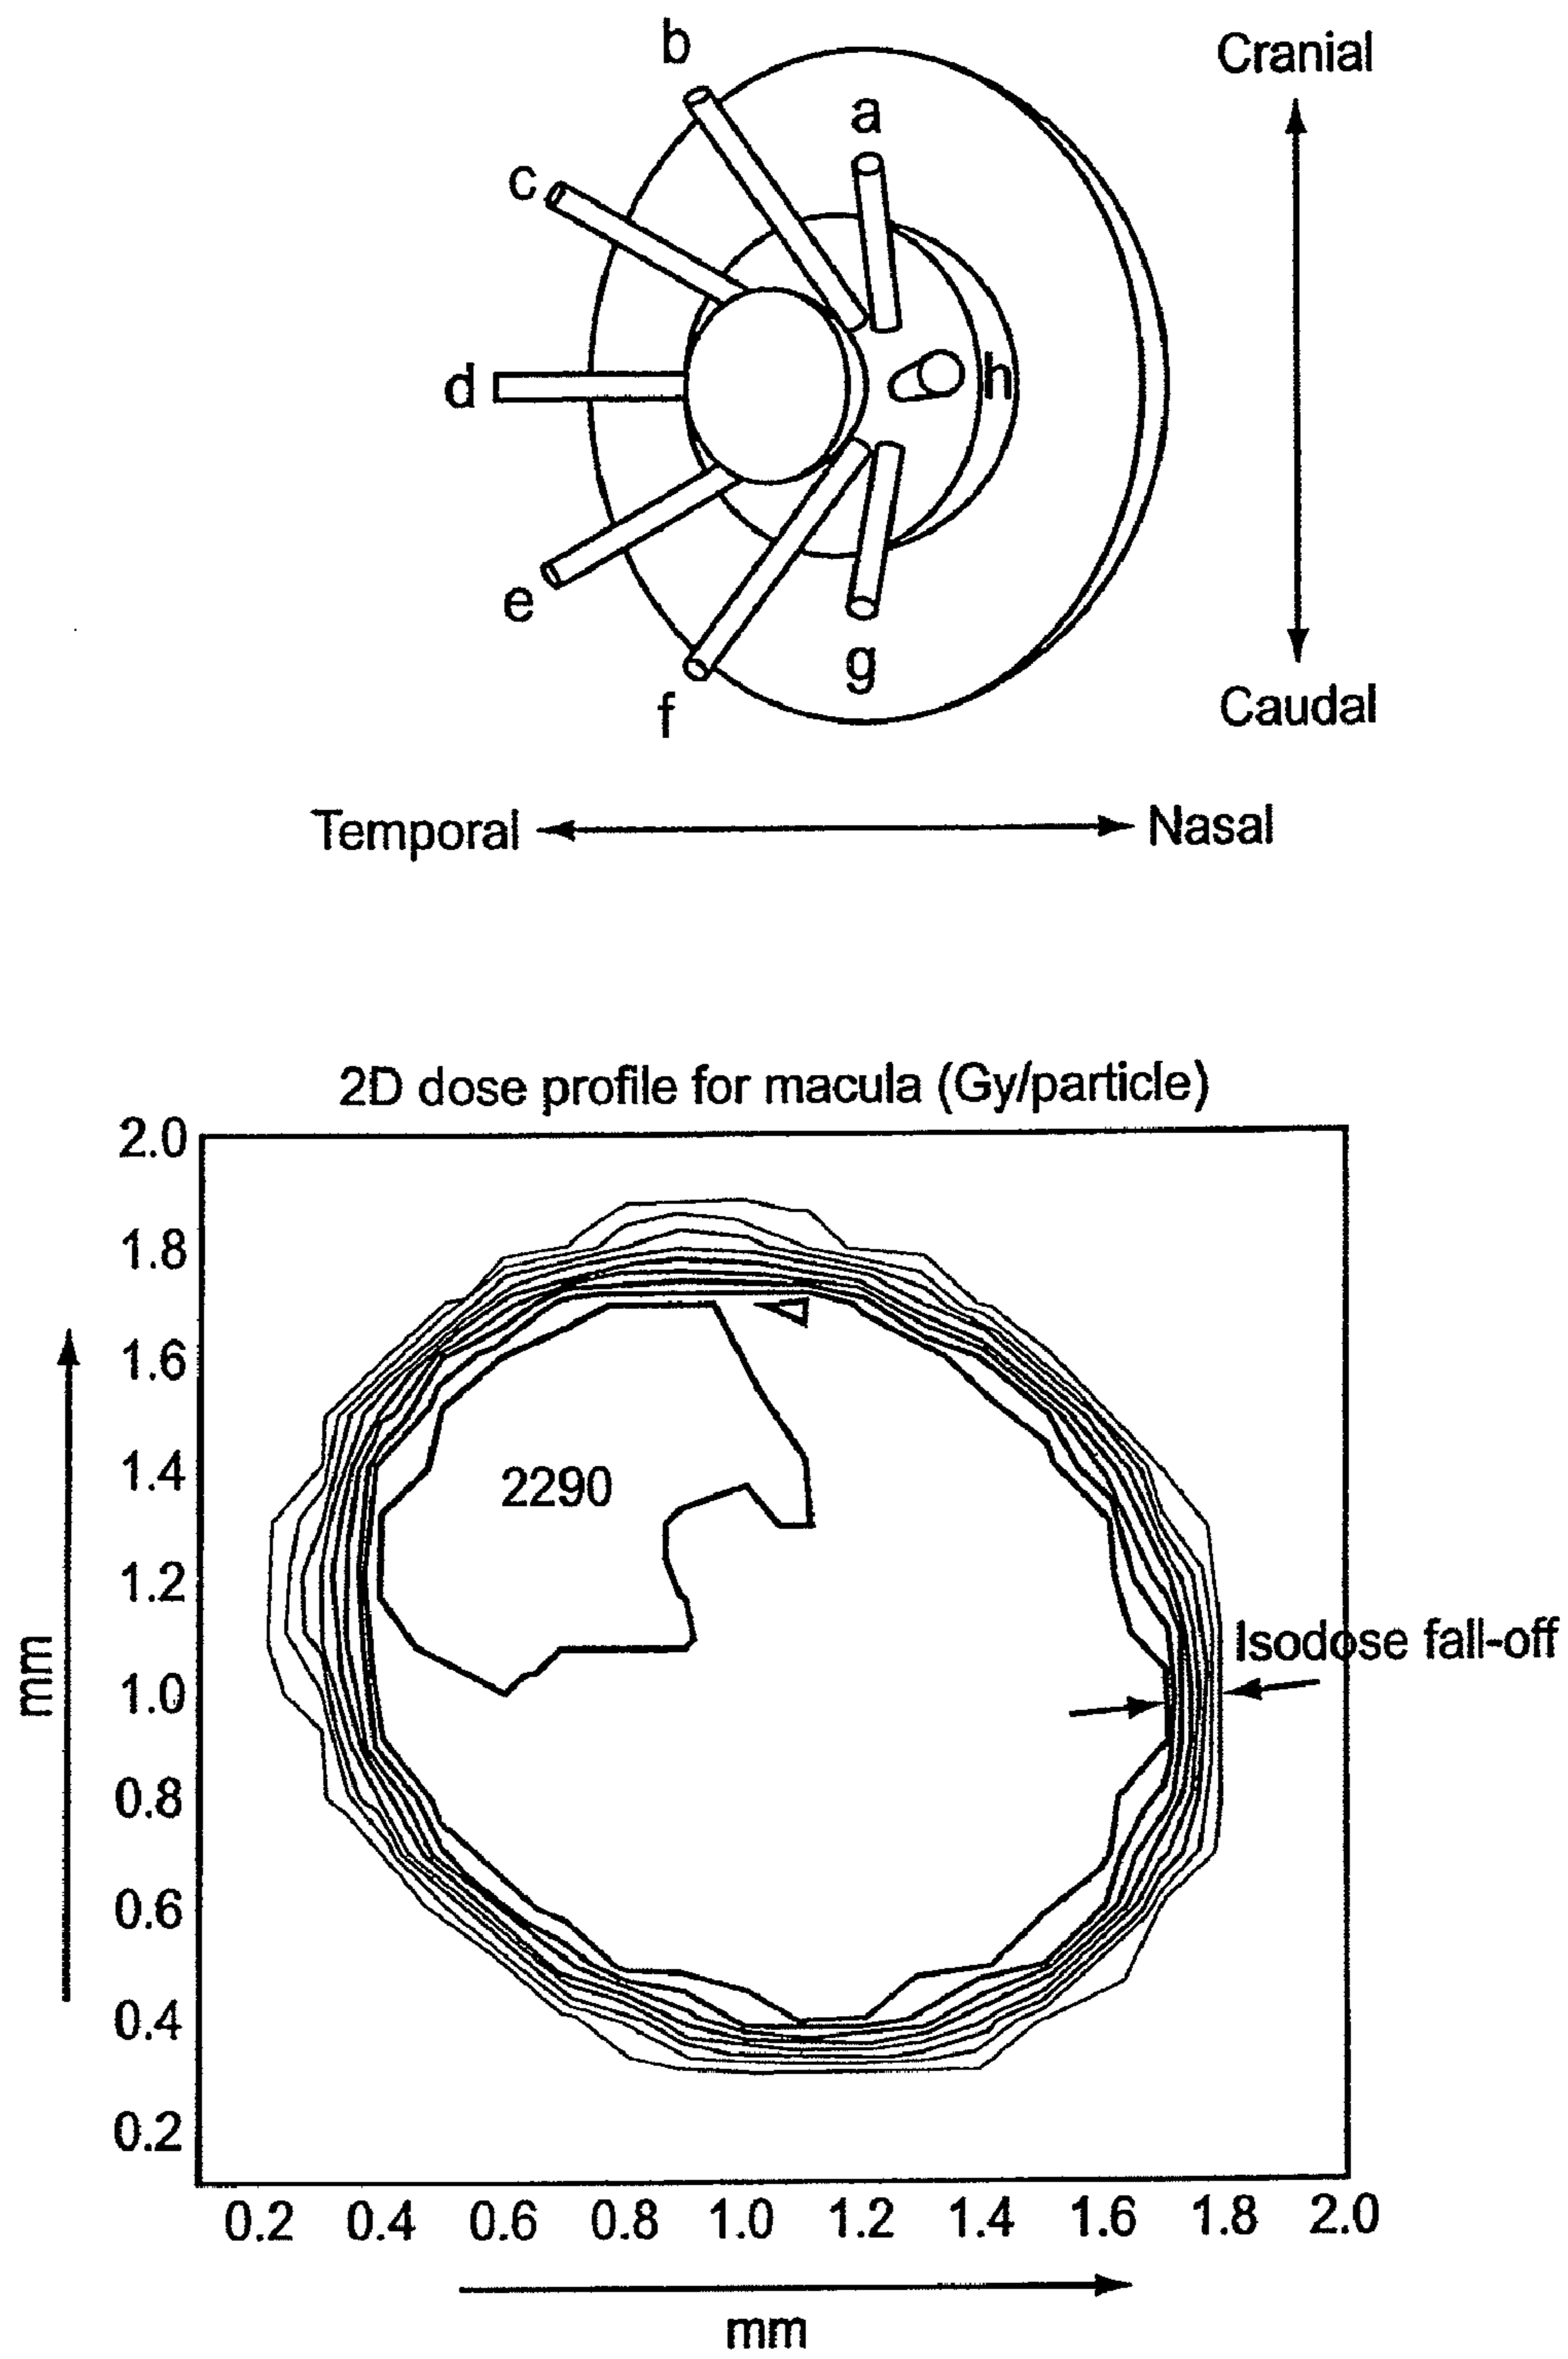 b
Cranial
a
c
d
h
e
g
f
Caudal
Temporal
Nasal
2D dose profile for macula (Gy/particle)
2.0
1.8
1.6
1.4
2290
1.2
Isodose fall-off
mm
1.0
0.8
0.6
0.4
0.2
0.2 0.4 0.6 0.8 1.0 1.2 1.4 1.6 1.8 2.0
mm